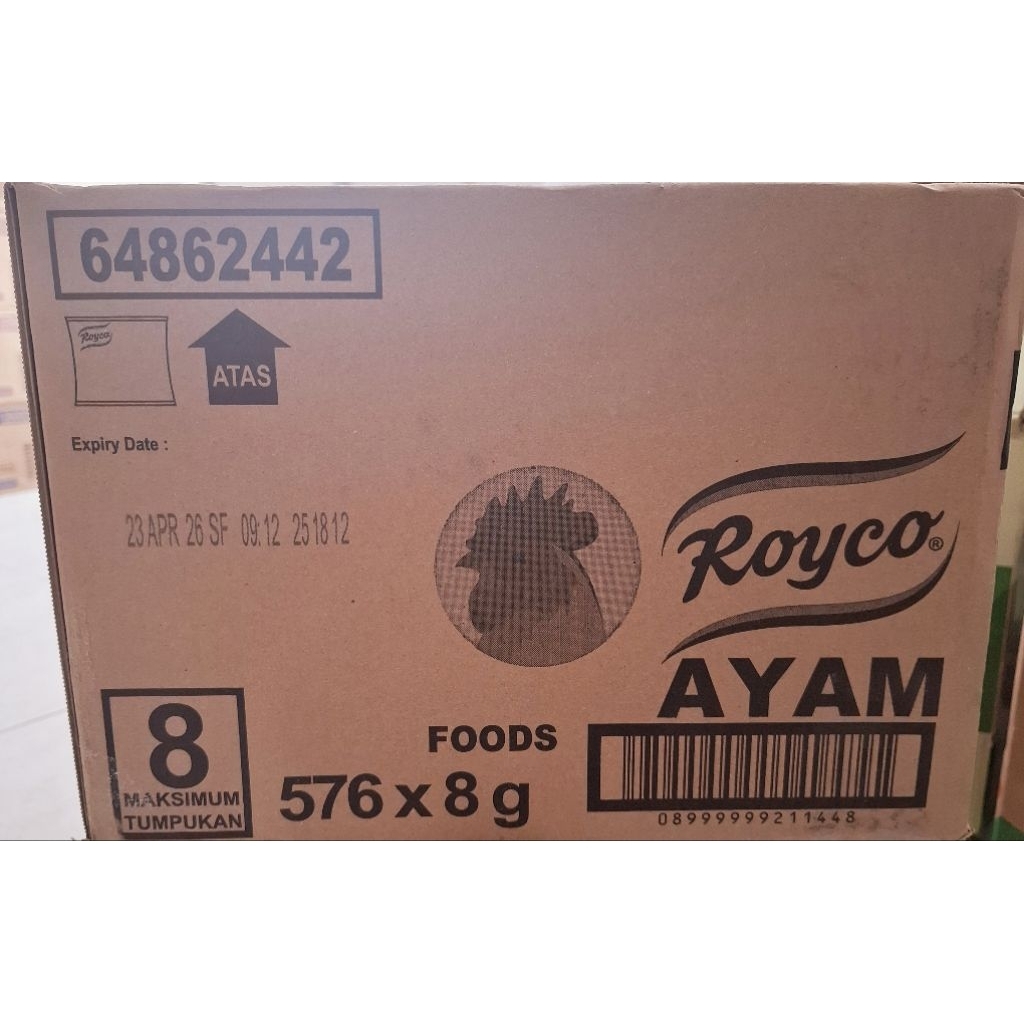 64862442
Royco
ATAS
Expiry Date :
23 APR 26 SF 09:12 251812
Royco®
AYAM
FOODS
576 x 8 g
08999999211448
8
MAKSIMUM
TUMPUKAN